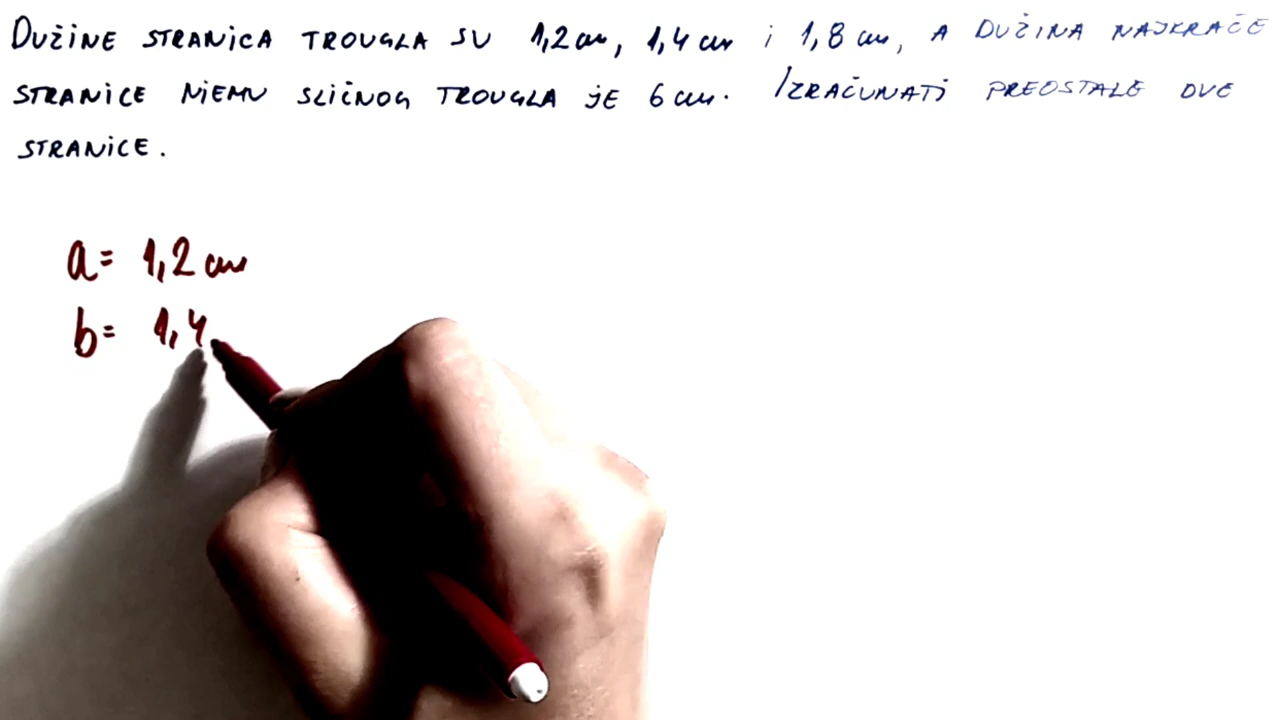 DUŽINE STRANICA TROUGLA SU 1,2 cm, 1,4 cm i 1,8 cm, A DUŽINA NAJKRAĆE
STRANICE NJEMU SLIČNOG TROUGLA JE 6 cm. IZRAČUNATI PREOSTALE DVE
STRANICE.
a = 1,2 cm
b = 1,4